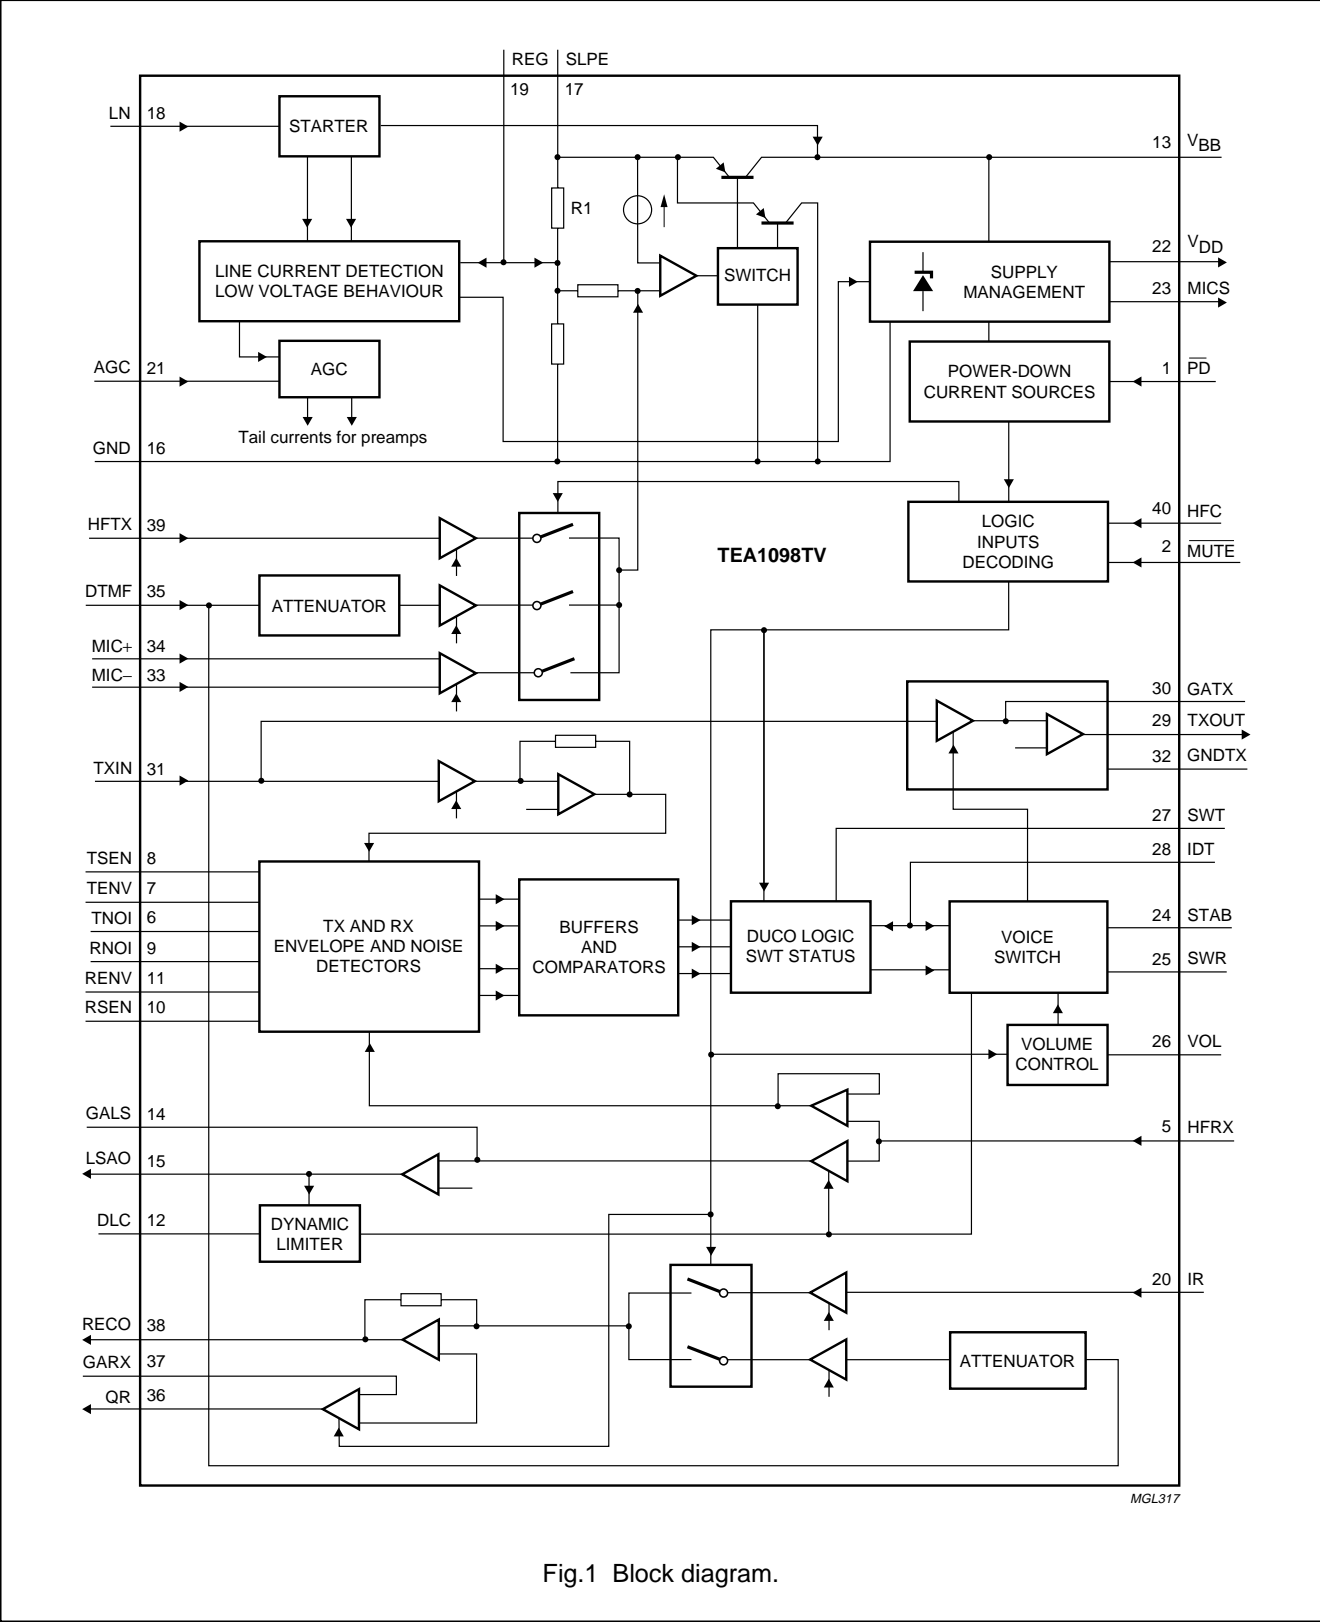 REG SLPE
19 17
LN 18
STARTER
13 VBB
R1
LINE CURRENT DETECTION
LOW VOLTAGE BEHAVIOUR
SWITCH
SUPPLY
MANAGEMENT
22 VDD
23 MICS
AGC 21
AGC
POWER-DOWN
CURRENT SOURCES
1 PD
Tail currents for preamps
GND 16
HFTX 39
TEA1098TV
LOGIC
INPUTS
DECODING
40 HFC
2 MUTE
DTMF 35
ATTENUATOR
MIC+ 34
MIC− 33
30 GATX
29 TXOUT
32 GNDTX
TXIN 31
27 SWT
28 IDT
TSEN 8
TENV 7
TNOI 6
RNOI 9
RENV 11
RSEN 10
TX AND RX
ENVELOPE AND NOISE
DETECTORS
BUFFERS
AND
COMPARATORS
DUCO LOGIC
SWT STATUS
VOICE
SWITCH
24 STAB
25 SWR
VOLUME
CONTROL
26 VOL
GALS 14
5 HFRX
LSAO 15
DLC 12
DYNAMIC
LIMITER
20 IR
RECO 38
GARX 37
QR 36
ATTENUATOR
MGL317
Fig.1 Block diagram.